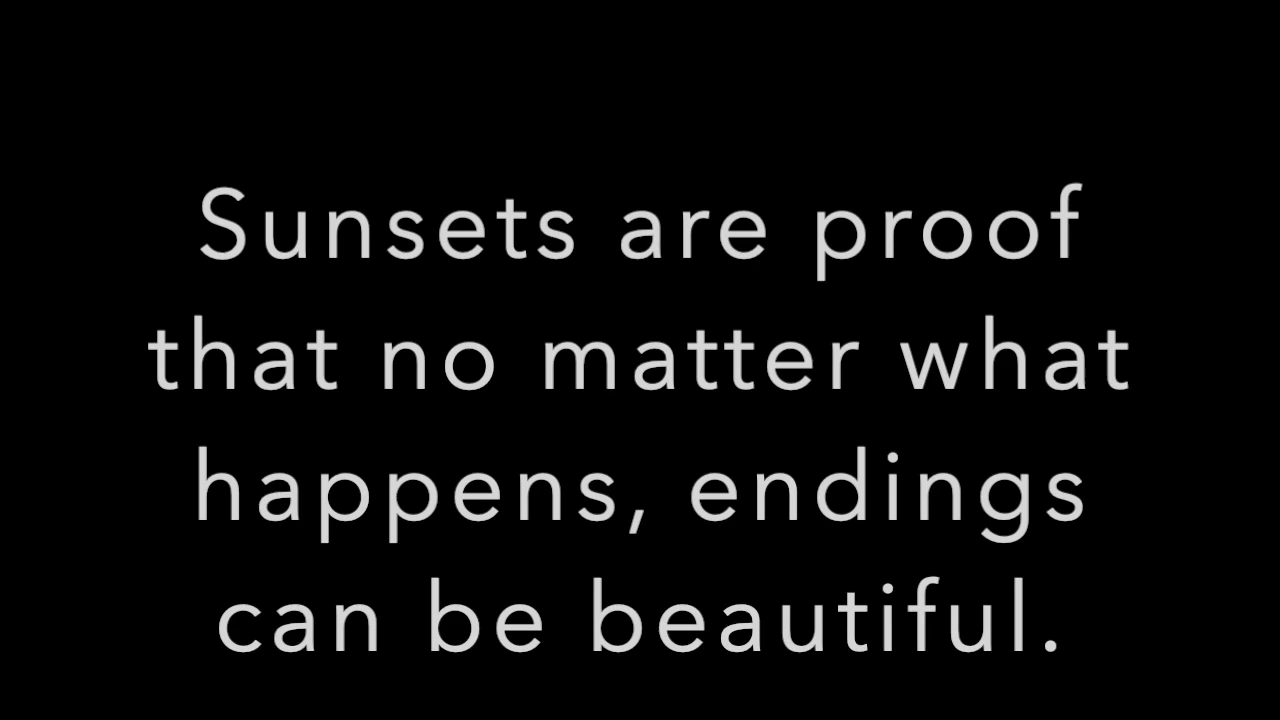 Sunsets are proof
that no matter what
happens, endings
can be beautiful.